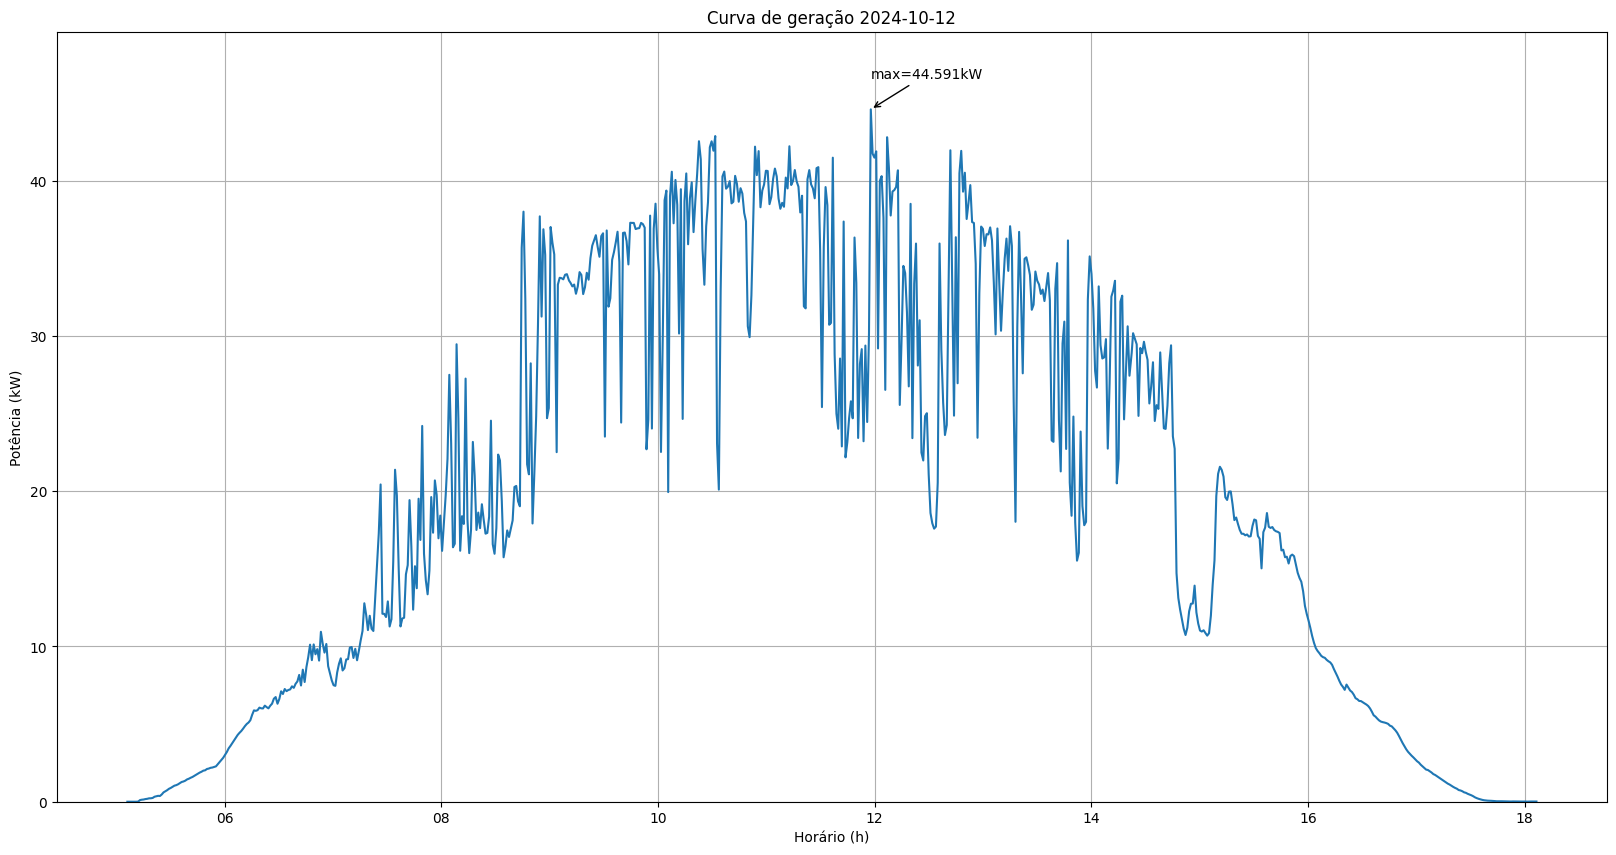 Curva de geração 2024-10-12
max=44.591kW
Potência (kW)
40
30
20
10
0
06 08 10 12 14 16 18
Horário (h)